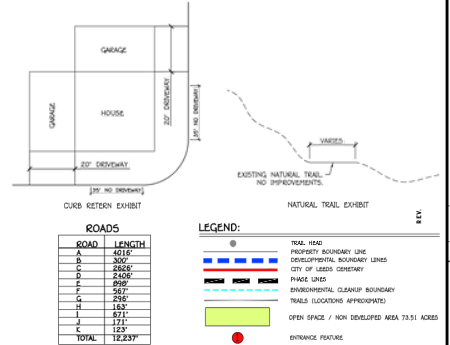 GARAGE
GARAGE
HOUSE
20' DRIVEWAY
35' NO DRIVEWAY
20' DRIVEWAY
35' NO DRIVEWAY
CURB RETERN EXHIBIT
VARIES
EXISTING NATURAL TRAIL.
NO IMPROVEMENTS.
NATURAL TRAIL EXHIBIT
REV.
ROADS
ROAD LENGTH
A 4016'
B 300'
C 2626'
D 2406'
E 898'
F 567'
G 296'
H 163'
I 671'
J 171'
K 123'
TOTAL 12,237'
LEGEND:
TRAIL HEAD
PROPERTY BOUNDARY LINE
DEVELOPMENTAL BOUNDARY LINES
CITY OF LEEDS CEMETARY
PHASE LINES
ENVIRONMENTAL CLEANUP BOUNDARY
TRAILS (LOCATIONS APPROXIMATE)
OPEN SPACE / NON DEVELOPED AREA 73.51 ACRES
ENTRANCE FEATURE